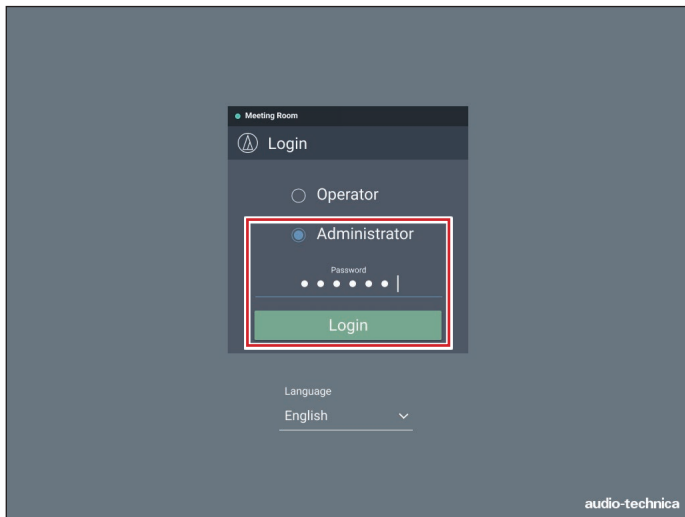 Meeting Room
Login
Operator
Administrator
Password
Login
Language
English
audio-technica